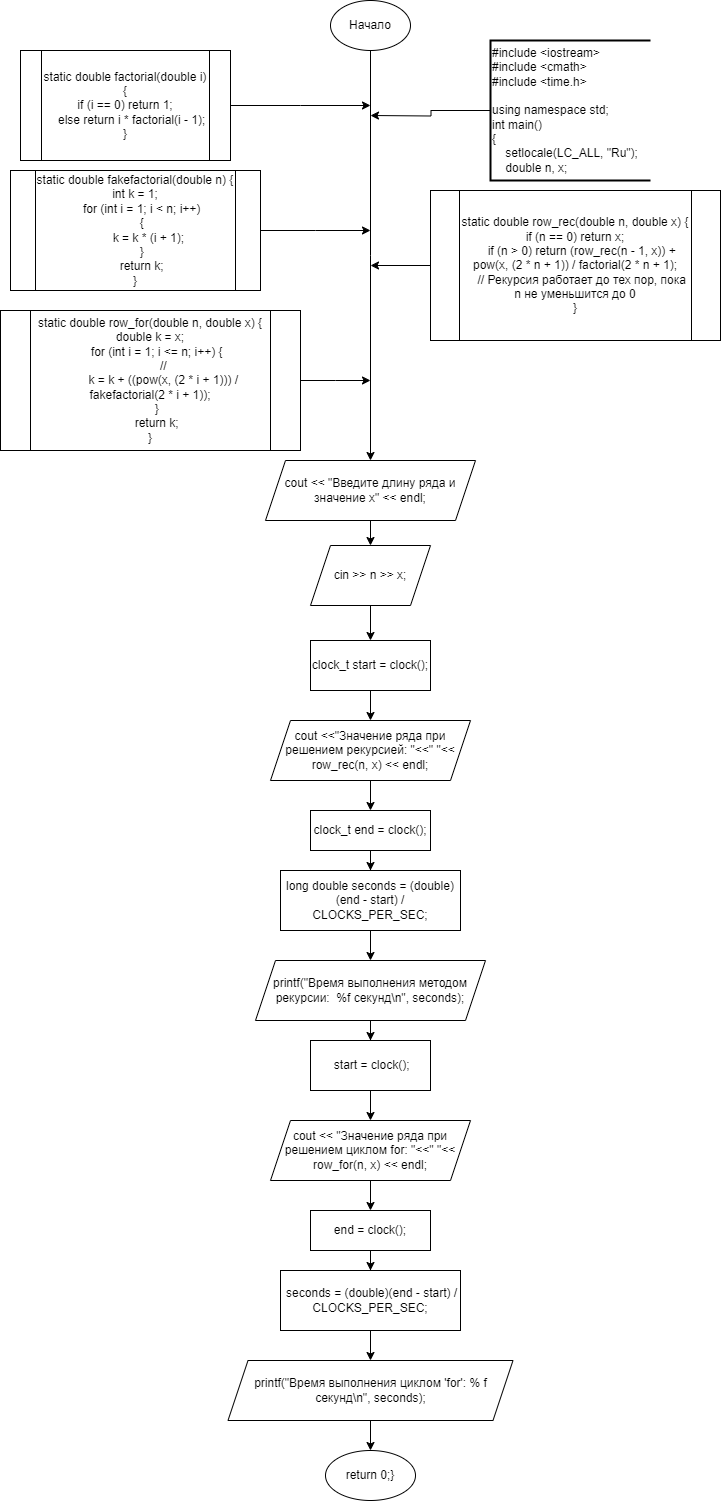 Начало
static double factorial(double i)
{
if (i == 0) return 1;
else return i * factorial(i - 1);
}
#include <iostream>
#include <cmath>
#include <time.h>
using namespace std;
int main()
{
setlocale(LC_ALL, "Ru");
double n, x;
static double fakefactorial(double n) {
int k = 1;
for (int i = 1; i < n; i++)
{
k = k * (i + 1);
}
return k;
}
static double row_rec(double n, double x) {
if (n == 0) return x;
if (n > 0) return (row_rec(n - 1, x)) +
pow(x, (2 * n + 1)) / factorial(2 * n + 1);
// Рекурсия работает до тех пор, пока
n не уменьшится до 0
}
static double row_for(double n, double x) {
double k = x;
for (int i = 1; i <= n; i++) {
//
k = k + ((pow(x, (2 * i + 1))) /
fakefactorial(2 * i + 1));
}
return k;
}
cout << "Введите длину ряда и
значение x" << endl;
cin >> n >> x;
clock_t start = clock();
cout <<"Значение ряда при
решением рекурсией: "<<" "<<
row_rec(n, x) << endl;
clock_t end = clock();
long double seconds = (double)
(end - start) /
CLOCKS_PER_SEC;
printf("Время выполнения методом
рекурсии:  %f секунд\n", seconds);
start = clock();
cout << "Значение ряда при
решением циклом for: "<<" "<<
row_for(n, x) << endl;
end = clock();
seconds = (double)(end - start) /
CLOCKS_PER_SEC;
printf("Время выполнения циклом 'for': % f
секунд\n", seconds);
return 0;}